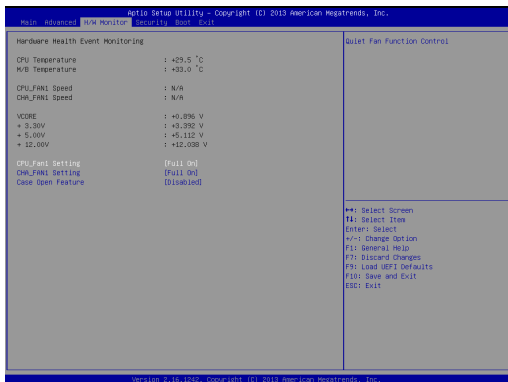 Aptio Setup Utility - Copyright (C) 2013 American Megatrends, Inc.
Main Advanced H/W Monitor Security Boot Exit
Hardware Health Event Monitoring
CPU Temperature : +29.5 °C
M/B Temperature : +33.0 °C
CPU_FAN1 Speed : N/A
CHA_FAN1 Speed : N/A
VCORE : +0.896 V
+ 3.30V : +3.392 V
+ 5.00V : +5.112 V
+ 12.00V : +12.038 V
CPU_Fan1 Setting [Full On]
CHA_FAN1 Setting [Full On]
Case Open Feature [Disabled]
Quiet Fan Function Control
↔: Select Screen
↑↓: Select Item
Enter: Select
+/-: Change Option
F1: General Help
F7: Discard Changes
F9: Load UEFI Defaults
F10: Save and Exit
ESC: Exit
Version 2.16.1242. Copyright (C) 2013 American Megatrends, Inc.